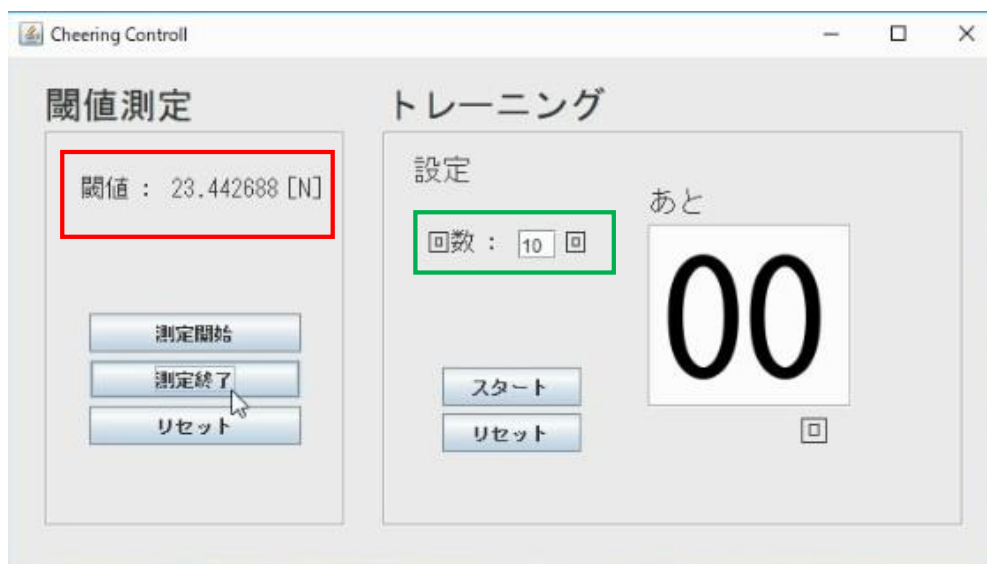 Cheering Controll
閾値測定
閾値 : 23.442688[N]
測定開始
測定終了
リセット
トレーニング
設定
回数 : 10 回
スタート
リセット
あと
00
回